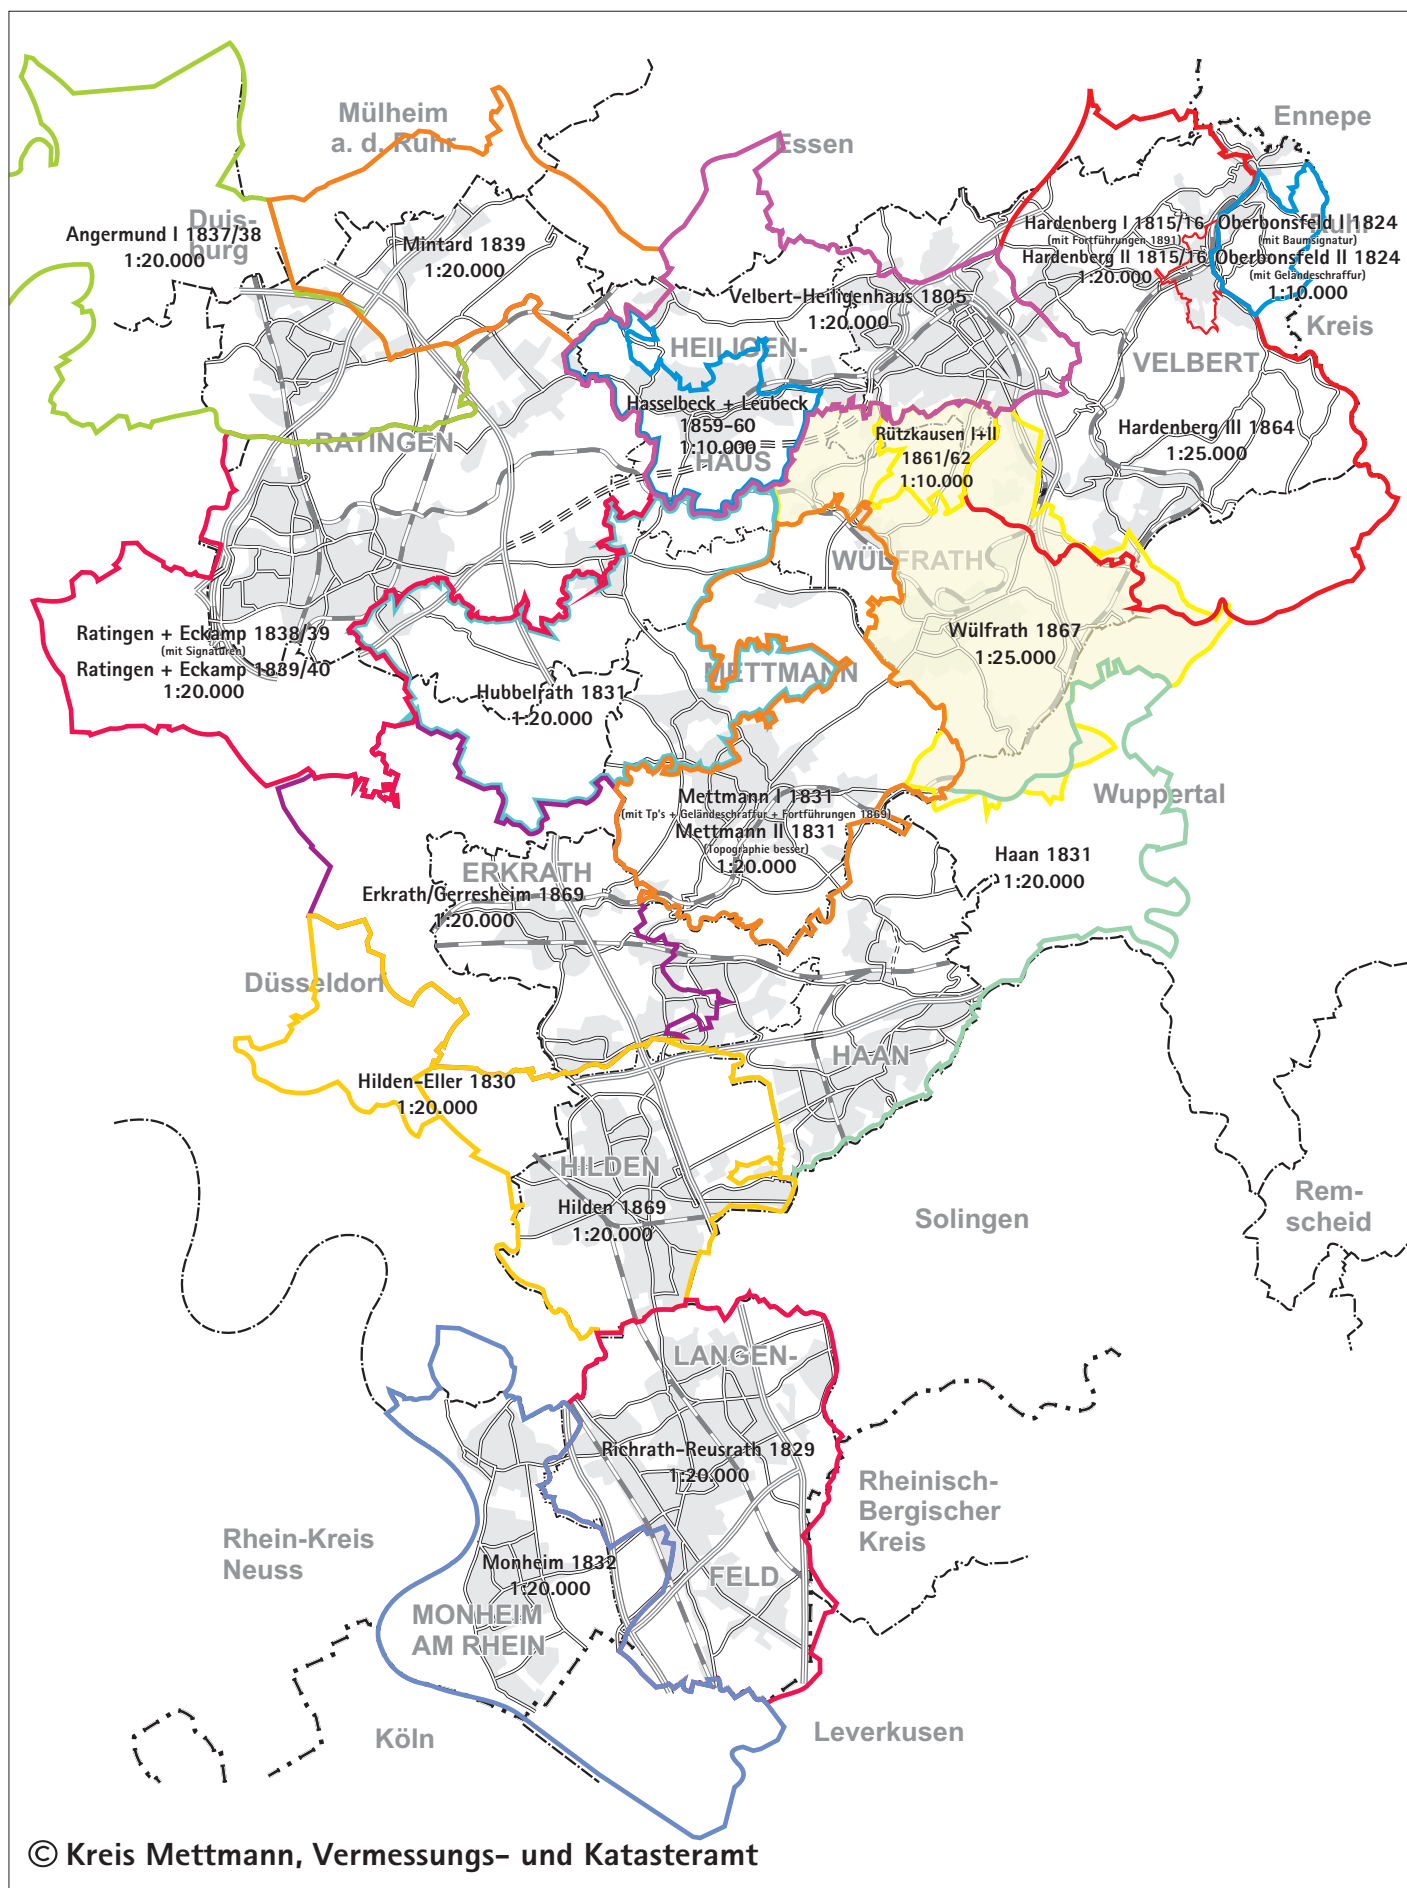 Mülheim
a. d. Ruhr
Essen
Ennepe
Duis-
burg
Angermund I 1837/38
1:20.000
Mintard 1839
1:20.000
Hardenberg I 1815/16
(mit Fortführungen 1891)
Hardenberg II 1815/16
1:20.000
Oberbonsfeld I 1824
(mit Baumsignatur)
Oberbonsfeld II 1824
(mit Geländeschraffur)
1:10.000
Ruhr
Kreis
Velbert-Heiligenhaus 1805
1:20.000
HEILIGEN-
HAUS
VELBERT
Hasselbeck + Leubeck
1859-60
1:10.000
RATINGEN
Rützkausen I+II
1861/62
1:10.000
Hardenberg III 1864
1:25.000
WÜLFRATH
Ratingen + Eckamp 1838/39
(mit Signaturen)
Ratingen + Eckamp 1839/40
1:20.000
Wülfrath 1867
1:25.000
METTMANN
Hubbelrath 1831
1:20.000
Wuppertal
Mettmann I 1831
(mit Tp's + Geländeschraffur + Fortführungen 1869)
Mettmann II 1831
(Topographie besser)
1:20.000
Haan 1831
1:20.000
ERKRATH
Erkrath/Gerresheim 1869
1:20.000
Düsseldorf
HAAN
Hilden-Eller 1830
1:20.000
HILDEN
Hilden 1869
1:20.000
Solingen
Rem-
scheid
LANGEN-
FELD
Richrath-Reusrath 1829
1:20.000
Rheinisch-
Bergischer
Kreis
Rhein-Kreis
Neuss
Monheim 1832
1:20.000
MONHEIM
AM RHEIN
Köln
Leverkusen
© Kreis Mettmann, Vermessungs- und Katasteramt